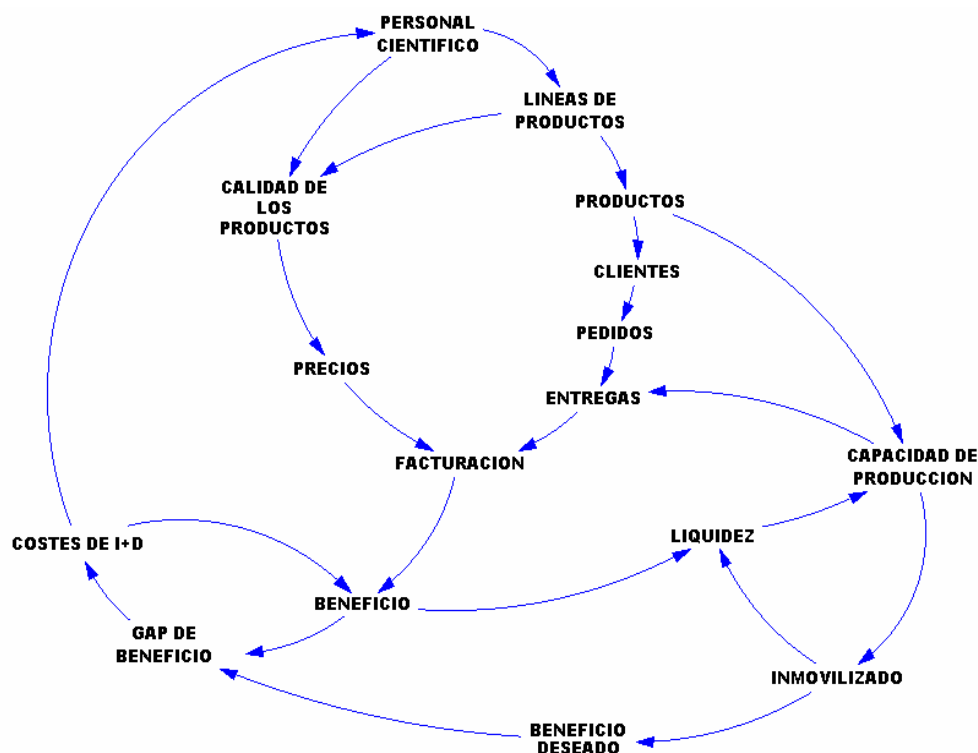 PERSONAL
CIENTIFICO
LINEAS DE
PRODUCTOS
CALIDAD DE
LOS
PRODUCTOS
PRODUCTOS
CLIENTES
PEDIDOS
PRECIOS
ENTREGAS
FACTURACION
CAPACIDAD DE
PRODUCCION
COSTES DE I+D
LIQUIDEZ
BENEFICIO
GAP DE
BENEFICIO
INMOVILIZADO
BENEFICIO
DESEADO